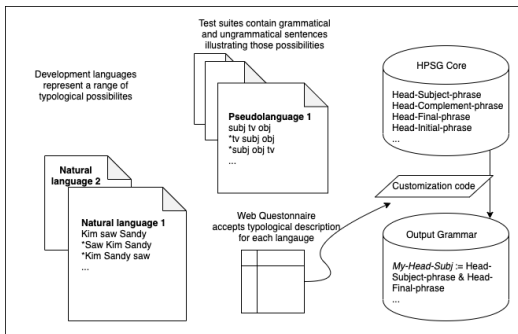 Test suites contain grammatical
and ungrammatical sentences
illustrating those possibilities
Development languages
represent a range of
typological possibilites
Pseudolanguage 1
subj tv obj
*tv subj obj
*subj obj tv
...
HPSG Core
Head-Subject-phrase
Head-Complement-phrase
Head-Final-phrase
Head-Initial-phrase
...
Natural
language 2
Natural language 1
Kim saw Sandy
*Saw Kim Sandy
*Kim Sandy saw
...
Web Questonnaire
accepts typological description
for each langauge
Customization code
Output Grammar
My-Head-Subj := Head-
Subject-phrase & Head-
Final-phrase
...